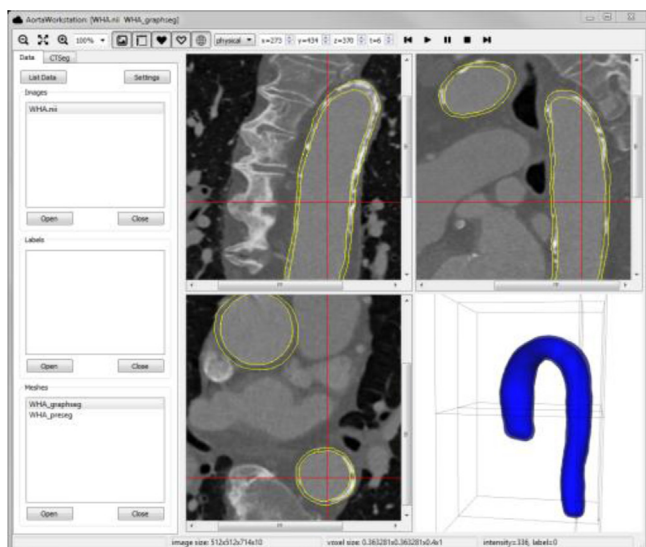 AortaWorkstation: [WHA.nii WHA_graphseg]
100% physical x=273 y=434 z=370 t=6
Data CTSeg
List Data Settings
Images
WHA.nii
Open Close
Labels
Open Close
Meshes
WHA_graphseg
WHA_preseg
Open Close
image size: 512x512x714x10 voxel size: 0.363281x0.363281x0.4x1 intensity=336, label=0